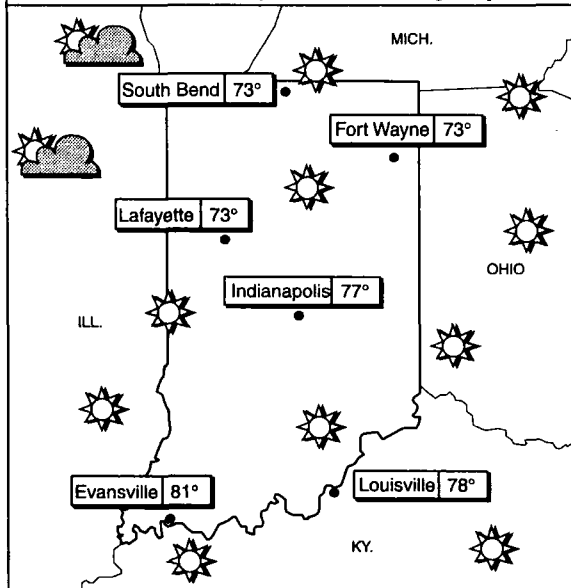 MICH.
South Bend 73°
Fort Wayne 73°
Lafayette 73°
OHIO
Indianapolis 77°
ILL.
Evansville 81°
Louisville 78°
KY.